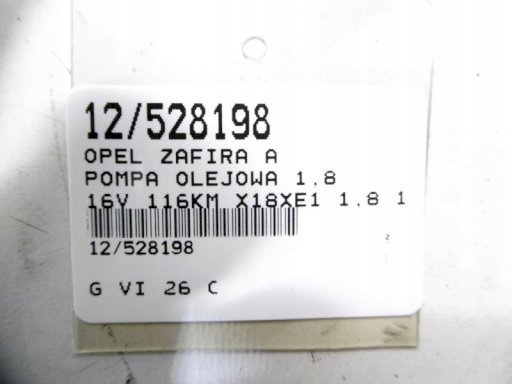 12/528198
OPEL ZAFIRA A
POMPA OLEJOWA 1.8
16V 116KM X18XE1 1.8 1
12/528198
G VI 26 C